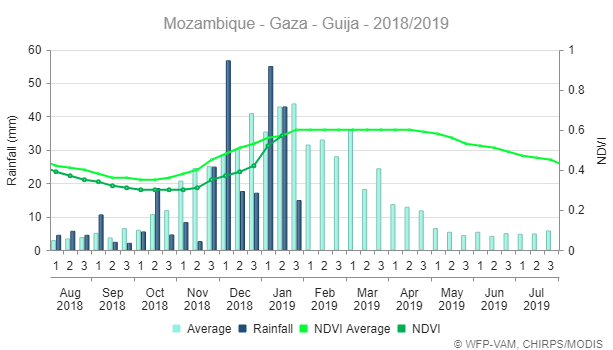 Mozambique - Gaza - Guija - 2018/2019
60 1
50 0.8
40 0.6
30 0.4
20 0.2
10 0
0
Rainfall (mm)
NDVI
1 2 3 1 2 3 1 2 3 1 2 3 1 2 3 1 2 3 1 2 3 1 2 3 1 2 3 1 2 3 1 2 3 1 2 3
Aug Sep Oct Nov Dec Jan Feb Mar Apr May Jun Jul
2018 2018 2018 2018 2018 2019 2019 2019 2019 2019 2019 2019
Average Rainfall NDVI Average NDVI
© WFP-VAM, CHIRPS/MODIS